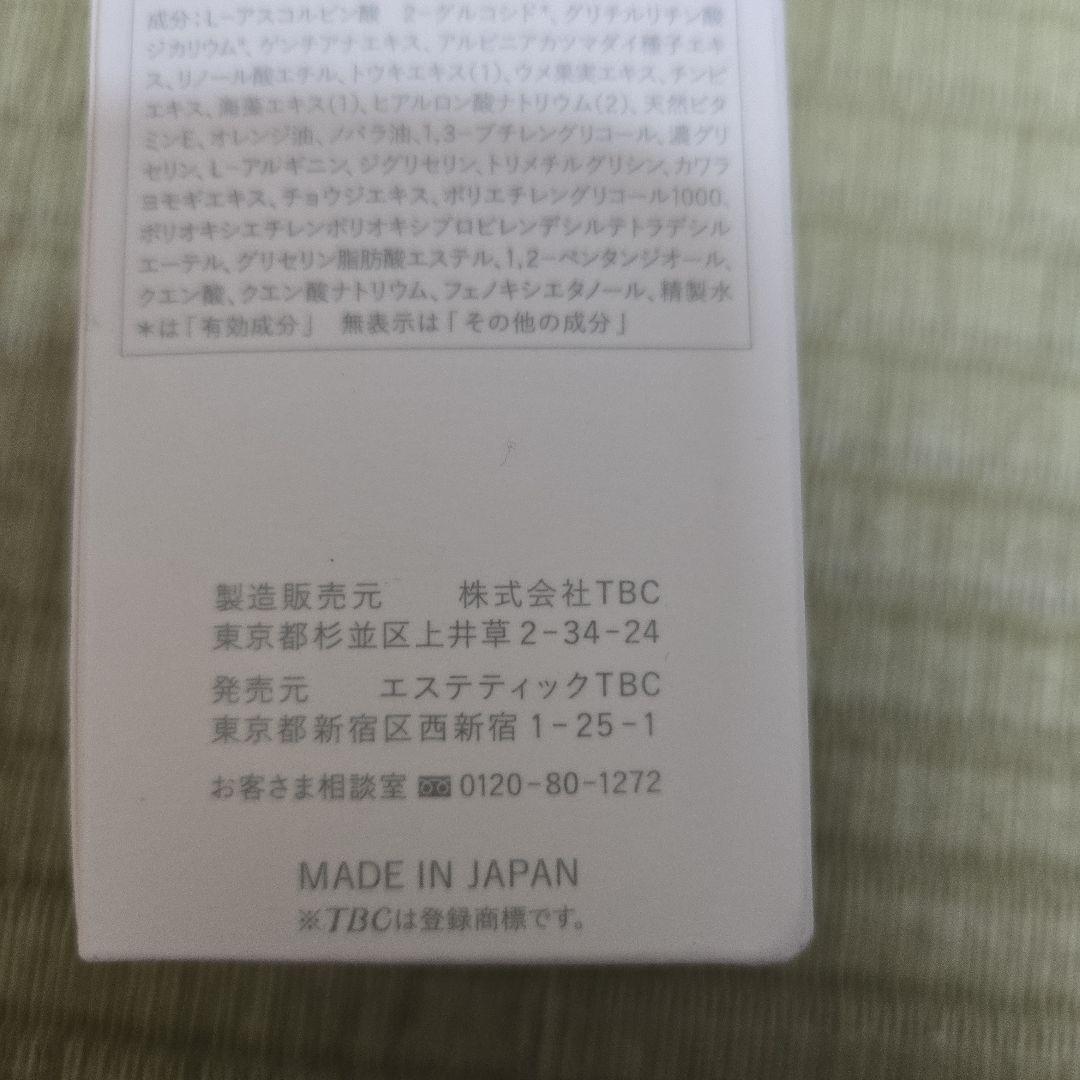 成分：L-アスコルビン酸　2-グルコシド*、グリチルリチン酸
ジカリウム*、ゲンチアナエキス、アルピニアカツマダイ種子エキ
ス、リノール酸エチル、トウキエキス(1)、ウメ果実エキス、チンピ
エキス、海藻エキス(1)、ヒアルロン酸ナトリウム(2)、天然ビタ
ミンE、オレンジ油、ノバラ油、1,3-ブチレングリコール、濃グリ
セリン、L-アルギニン、ジグリセリン、トリメチルグリシン、カワラ
ヨモギエキス、チョウジエキス、ポリエチレングリコール1000、
ポリオキシエチレンポリオキシプロピレンデシルテトラデシル
エーテル、グリセリン脂肪酸エステル、1,2-ペンタンジオール、
クエン酸、クエン酸ナトリウム、フェノキシエタノール、精製水
＊は「有効成分」　無表示は「その他の成分」
製造販売元　株式会社TBC
東京都杉並区上井草2-34-24
発売元　エステティックTBC
東京都新宿区西新宿1-25-1
お客さま相談室 0120-80-1272
MADE IN JAPAN
※TBCは登録商標です。